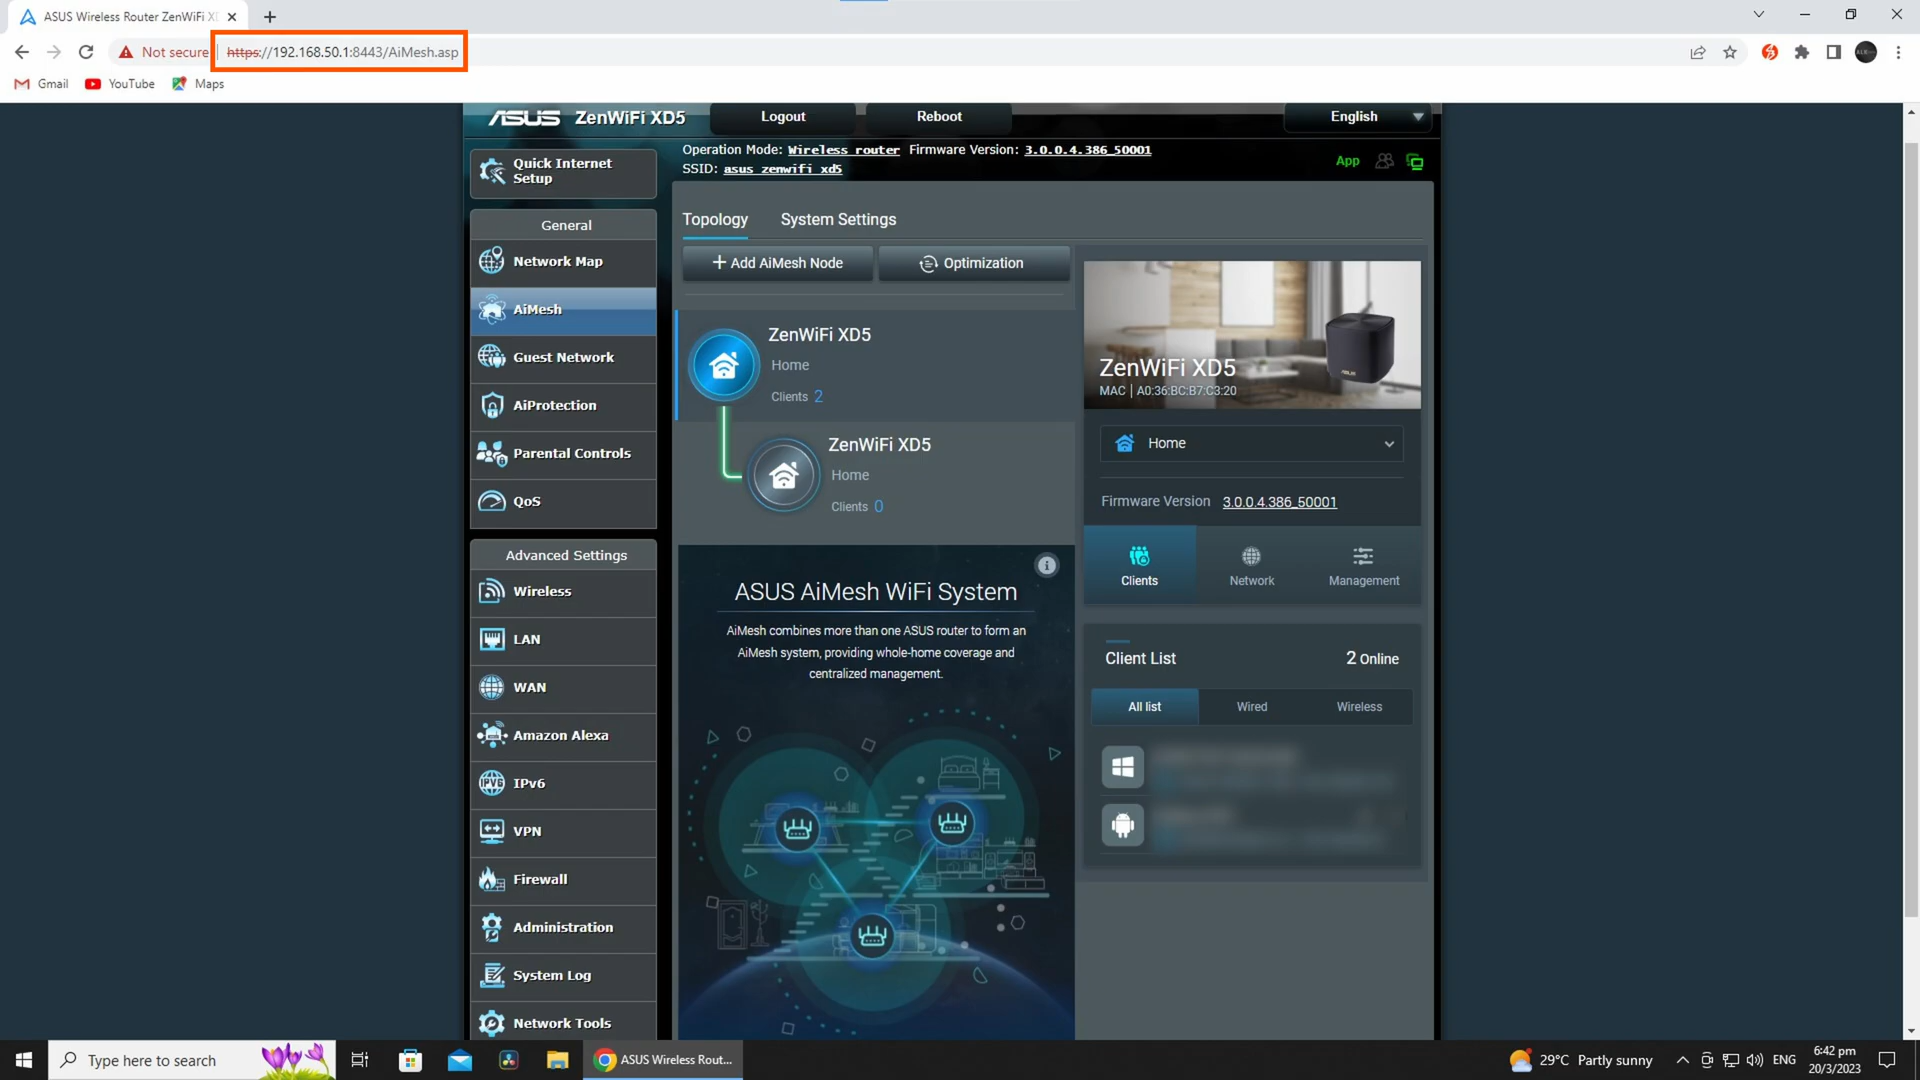 ASUS Wireless Router ZenWiFi XD
Not secure
https://192.168.50.1:8443/AiMesh.asp
Gmail
YouTube
Maps
ASUS ZenWiFi XD5
Logout
Reboot
English
Operation Mode: Wireless router Firmware Version: 3.0.0.4.386_50001
SSID: asus_zenwifi_xd5
App
Quick Internet
Setup
General
Network Map
AiMesh
Guest Network
AiProtection
Parental Controls
QoS
Advanced Settings
Wireless
LAN
WAN
Amazon Alexa
IPv6
VPN
Firewall
Administration
System Log
Network Tools
Topology
System Settings
+ Add AiMesh Node
Optimization
ZenWiFi XD5
Home
Clients 2
ZenWiFi XD5
Home
Clients 0
ASUS AiMesh WiFi System
AiMesh combines more than one ASUS router to form an
AiMesh system, providing whole-home coverage and
centralized management.
ZenWiFi XD5
MAC | A0:36:BC:B7:C3:20
Home
Firmware Version 3.0.0.4.386_50001
Clients
Network
Management
Client List
2 Online
All list
Wired
Wireless
Type here to search
ASUS Wireless Rout...
29°C Partly sunny
ENG
6:42 pm
20/3/2023